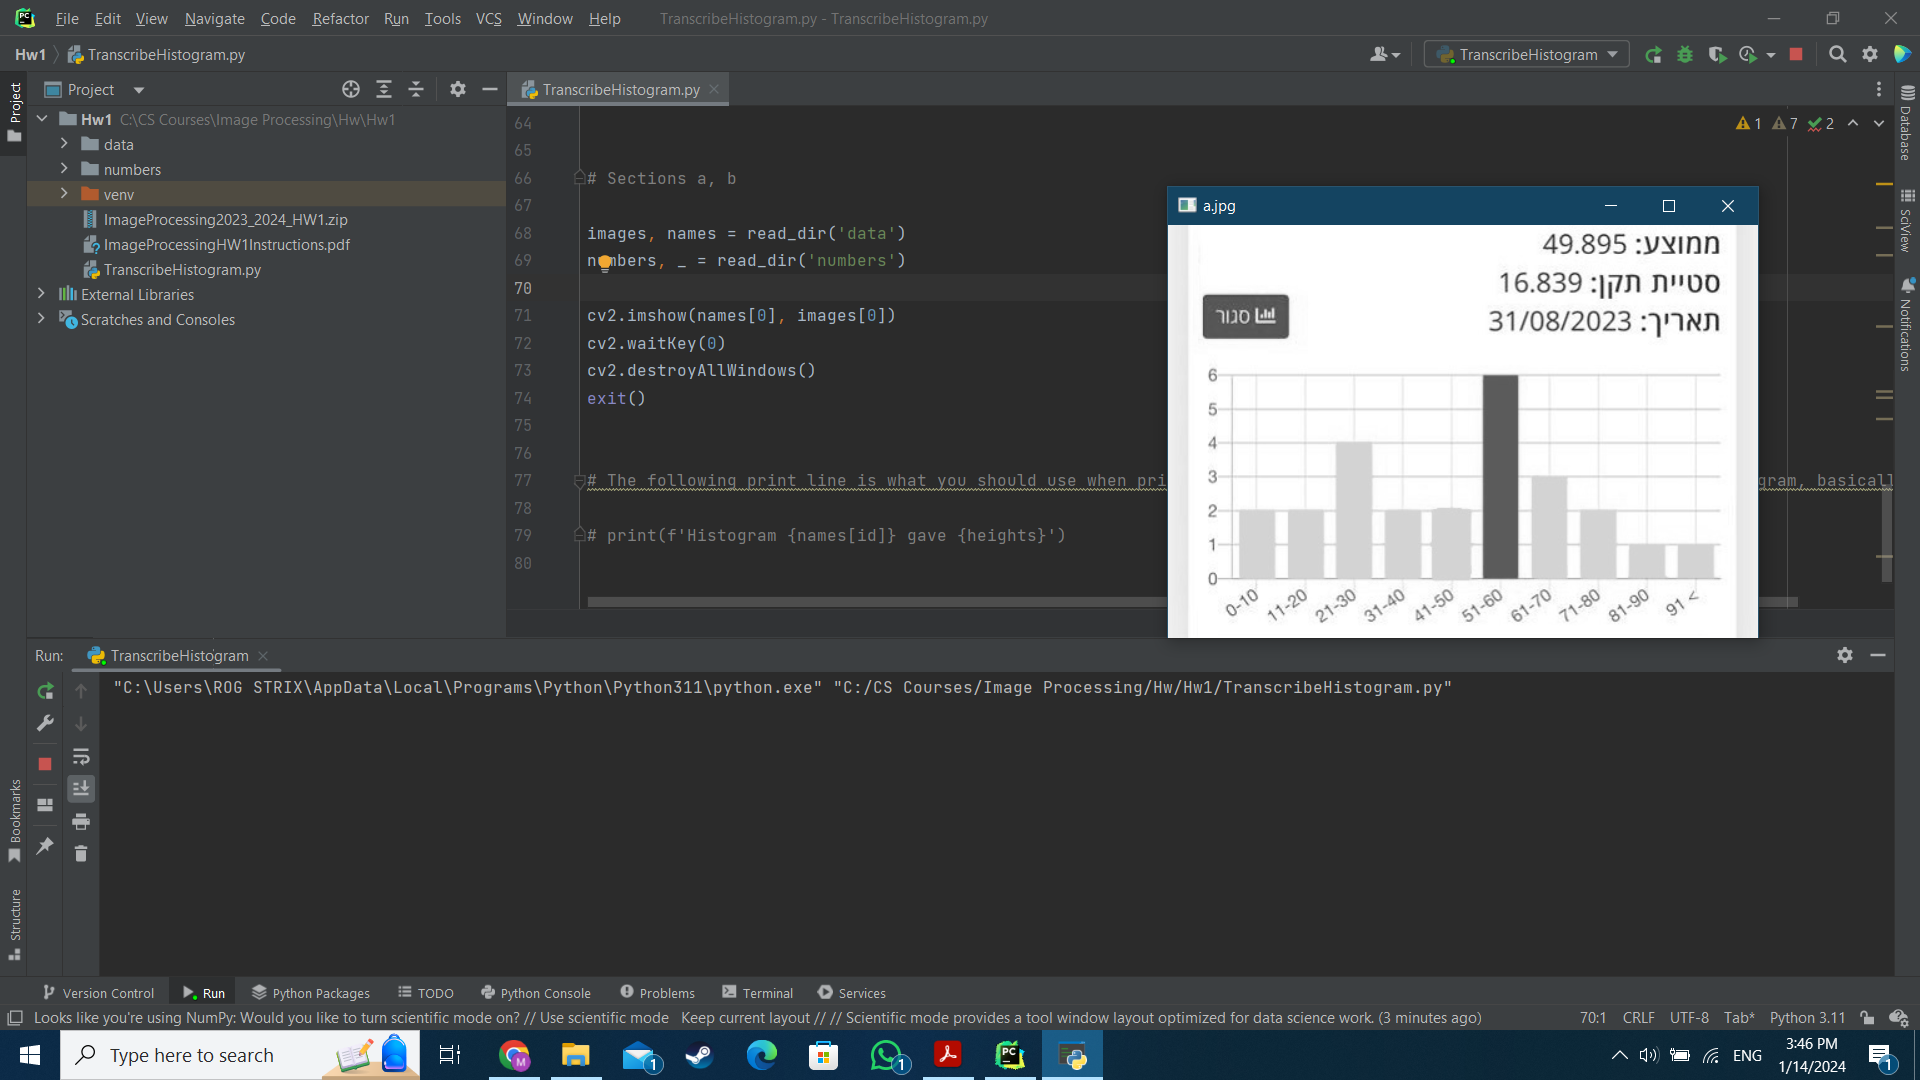 File Edit View Navigate Code Refactor Run Tools VCS Window Help TranscribeHistogram.py - TranscribeHistogram.py
Hw1 TranscribeHistogram.py
TranscribeHistogram
Project
Project
Hw1 C:\CS Courses\Image Processing\Hw\Hw1
data
numbers
venv
ImageProcessing2023_2024_HW1.zip
ImageProcessingHW1Instructions.pdf
TranscribeHistogram.py
External Libraries
Scratches and Consoles
TranscribeHistogram.py
1 7 2
64
65
66 # Sections a, b
67
68 images, names = read_dir('data')
69 numbers, _ = read_dir('numbers')
70
71 cv2.imshow(names[0], images[0])
72 cv2.waitKey(0)
73 cv2.destroyAllWindows()
74 exit()
75
76
77 # The following print line is what you should use when pri
gram, basicall
78
79 # print(f'Histogram {names[id]} gave {heights}')
80
a.jpg
ממוצע: 49.895
סטיית תקן: 16.839
תאריך: 31/08/2023
סגור
6
5
4
3
2
1
0
0-10 11-20 21-30 31-40 41-50 51-60 61-70 71-80 81-90 91 <
Database
SciView
Notifications
Run: TranscribeHistogram
"C:\Users\ROG STRIX\AppData\Local\Programs\Python\Python311\python.exe" "C:/CS Courses/Image Processing/Hw/Hw1/TranscribeHistogram.py"
Bookmarks
Structure
Version Control Run Python Packages TODO Python Console Problems Terminal Services
Looks like you're using NumPy: Would you like to turn scientific mode on? // Use scientific mode Keep current layout // // Scientific mode provides a tool window layout optimized for data science work. (3 minutes ago) 70:1 CRLF UTF-8 Tab* Python 3.11
Type here to search
M
1
1
PC
ENG
3:46 PM
1/14/2024
1